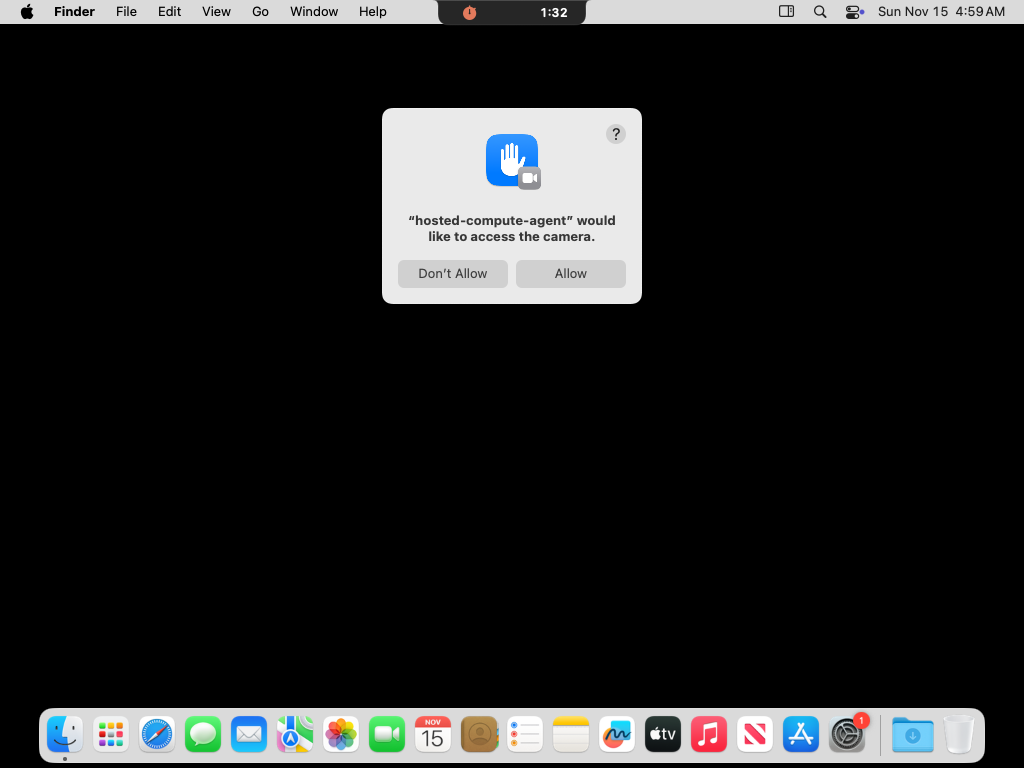 Finder File Edit View Go Window Help 1:32 Sun Nov 15 4:59 AM
?
“hosted-compute-agent” would
like to access the camera.
Don’t Allow Allow
NOV
15
tv
1